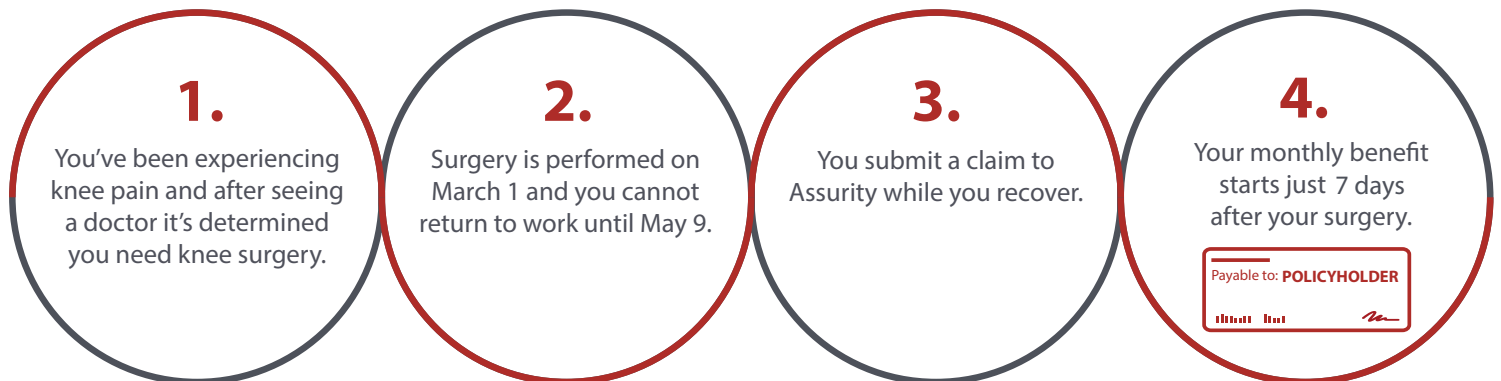 1.
You’ve been experiencing
knee pain and after seeing
a doctor it’s determined
you need knee surgery.
2.
Surgery is performed on
March 1 and you cannot
return to work until May 9.
3.
You submit a claim to
Assurity while you recover.
4.
Your monthly benefit
starts just 7 days
after your surgery.
Payable to: POLICYHOLDER